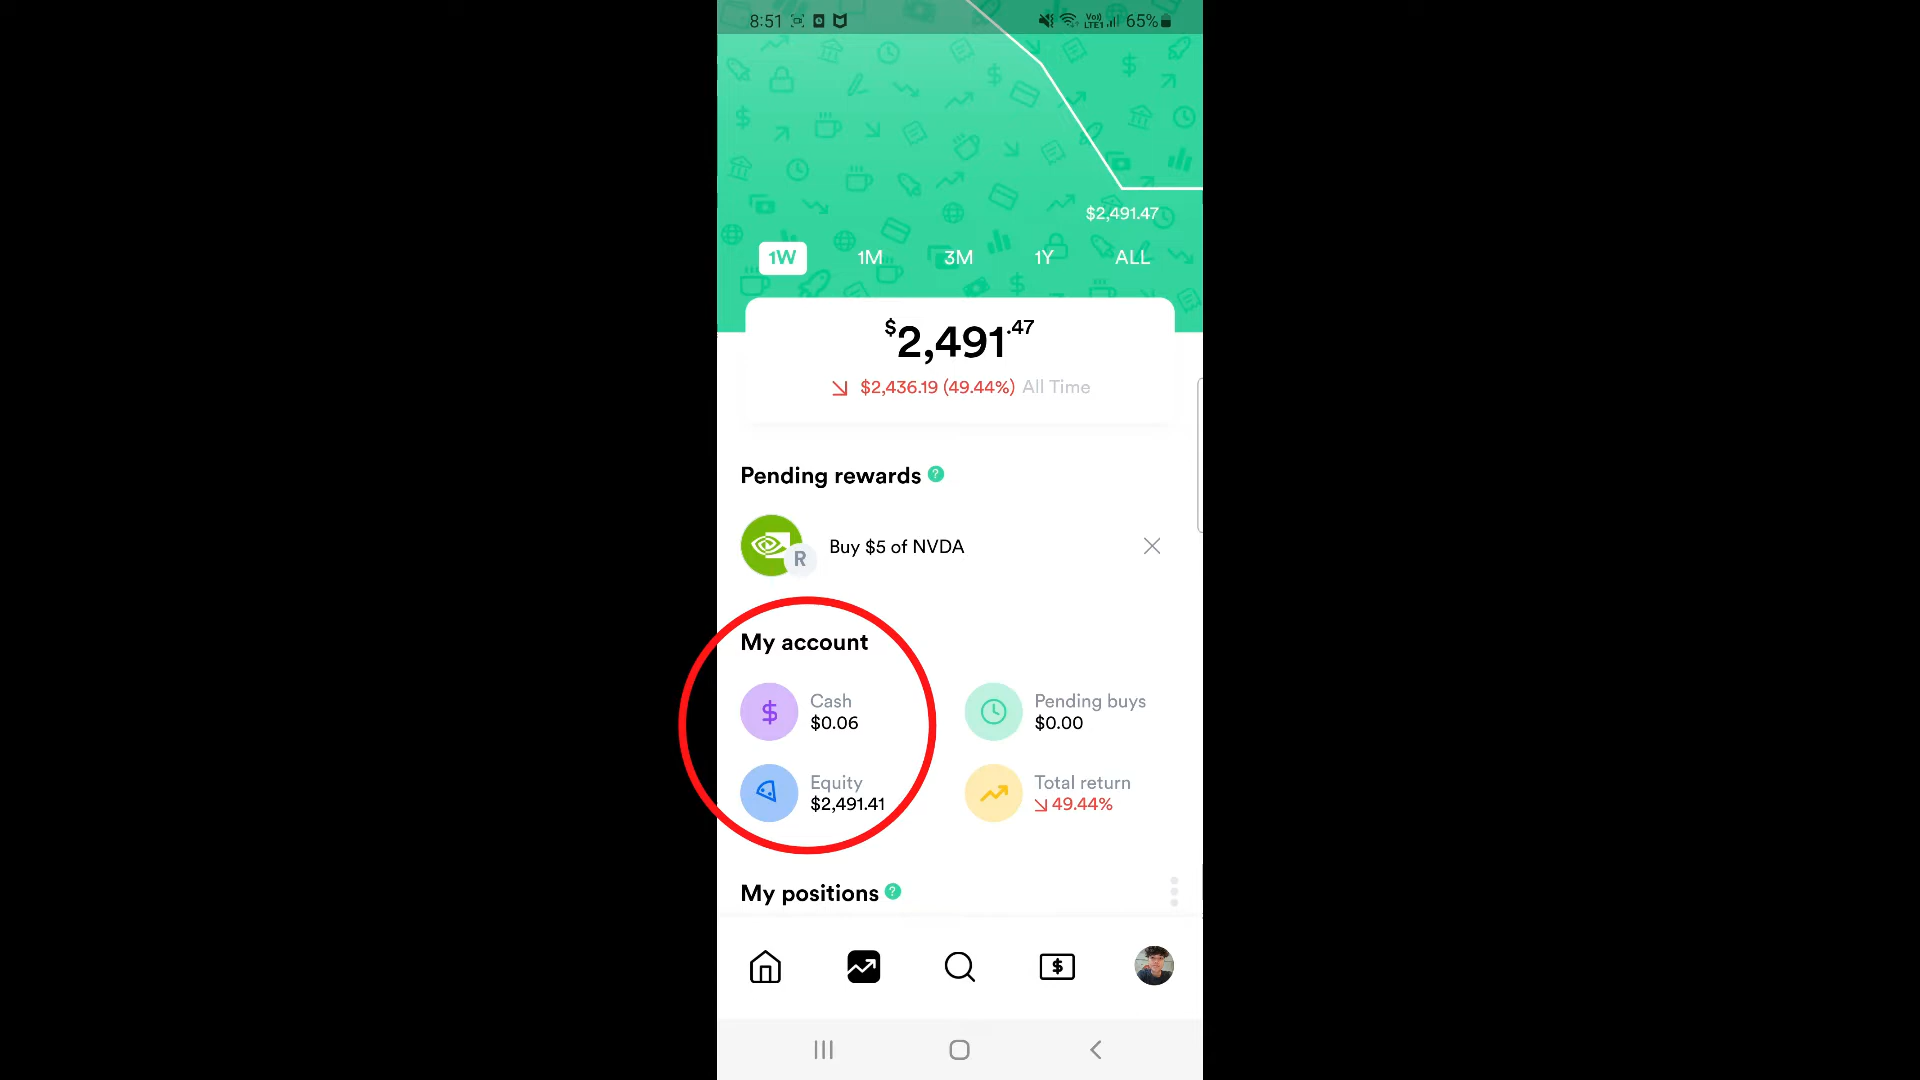 8:51
Vo))
LTE1
65%
$2,491.47
1W 1M 3M 1Y ALL
$2,491.47
$2,436.19 (49.44%) All Time
Pending rewards ?
R
Buy $5 of NVDA
My account
Cash
$0.06
Pending buys
$0.00
Equity
$2,491.41
Total return
49.44%
My positions ?